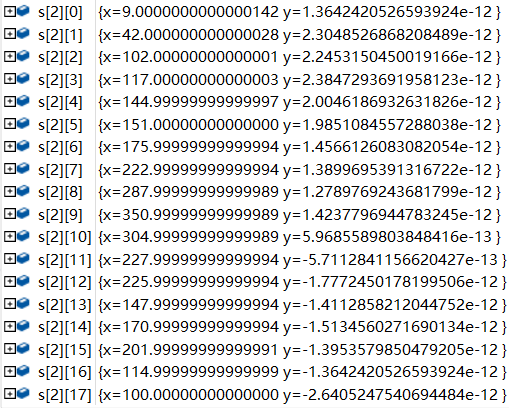 s[2][0] {x=9.0000000000000142 y=1.3642420526593924e-12 }
s[2][1] {x=42.000000000000028 y=2.3048526868208489e-12 }
s[2][2] {x=102.00000000000001 y=2.2453150450019166e-12 }
s[2][3] {x=117.00000000000003 y=2.3847293691958123e-12 }
s[2][4] {x=144.99999999999997 y=2.0046186932631826e-12 }
s[2][5] {x=151.00000000000000 y=1.9851084557288038e-12 }
s[2][6] {x=175.99999999999994 y=1.4566126083082054e-12 }
s[2][7] {x=222.99999999999994 y=1.3899695391316722e-12 }
s[2][8] {x=287.99999999999989 y=1.2789769243681799e-12 }
s[2][9] {x=350.99999999999989 y=1.4237796944783245e-12 }
s[2][10] {x=304.99999999999989 y=5.9685589803848416e-13 }
s[2][11] {x=227.99999999999994 y=-5.7112841156620427e-13 }
s[2][12] {x=225.99999999999994 y=-1.7772450178199506e-12 }
s[2][13] {x=147.99999999999994 y=-1.4112858212044752e-12 }
s[2][14] {x=170.99999999999994 y=-1.5134560271690134e-12 }
s[2][15] {x=201.99999999999991 y=-1.3953579850479205e-12 }
s[2][16] {x=114.99999999999999 y=-1.3642420526593924e-12 }
s[2][17] {x=100.00000000000000 y=-2.6405247540694484e-12 }